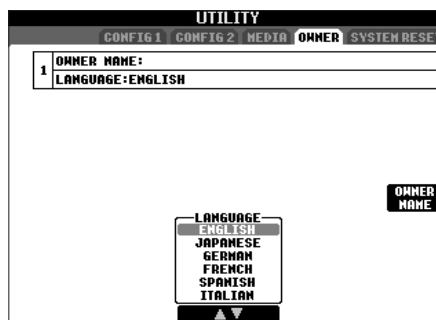 UTILITY
CONFIG 1 CONFIG 2 MEDIA OWNER SYSTEM RESE
1 OWNER NAME:
LANGUAGE:ENGLISH
OWNER
NAME
LANGUAGE
ENGLISH
JAPANESE
GERMAN
FRENCH
SPANISH
ITALIAN